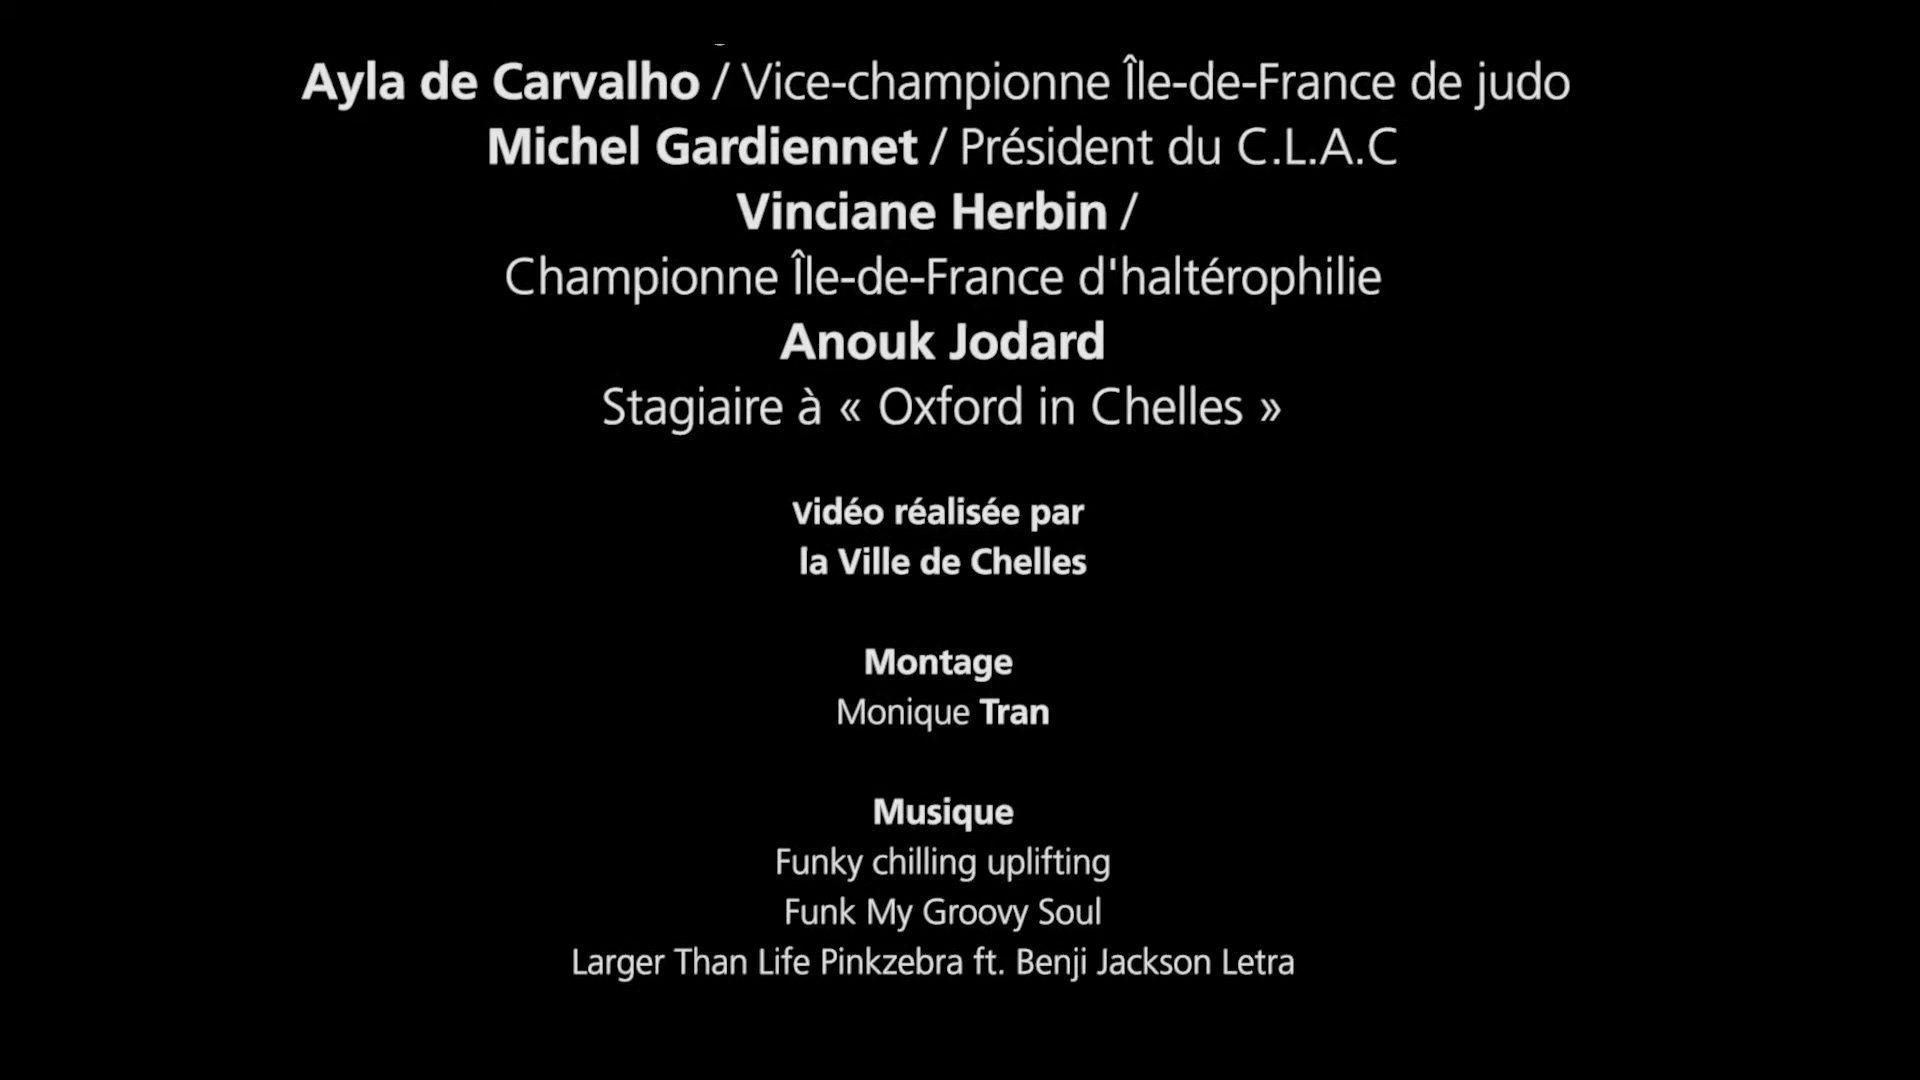 Ayla de Carvalho / Vice-championne Île-de-France de judo
Michel Gardiennet / Président du C.L.A.C
Vinciane Herbin /
Championne Île-de-France d'haltérophilie
Anouk Jodard
Stagiaire à « Oxford in Chelles »
Vidéo réalisée par
la Ville de Chelles
Montage
Monique Tran
Musique
Funky chilling uplifting
Funk My Groovy Soul
Larger Than Life Pinkzebra ft. Benji Jackson Letra